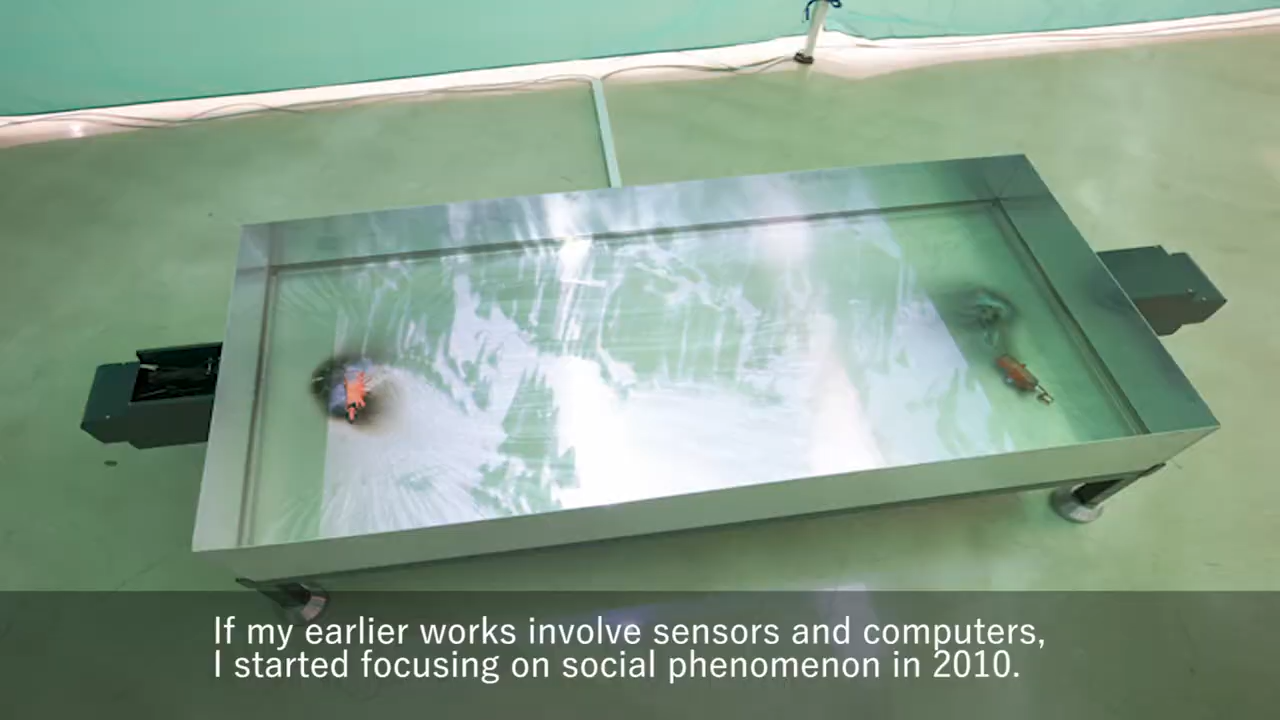 If my earlier works involve sensors and computers,
I started focusing on social phenomenon in 2010.